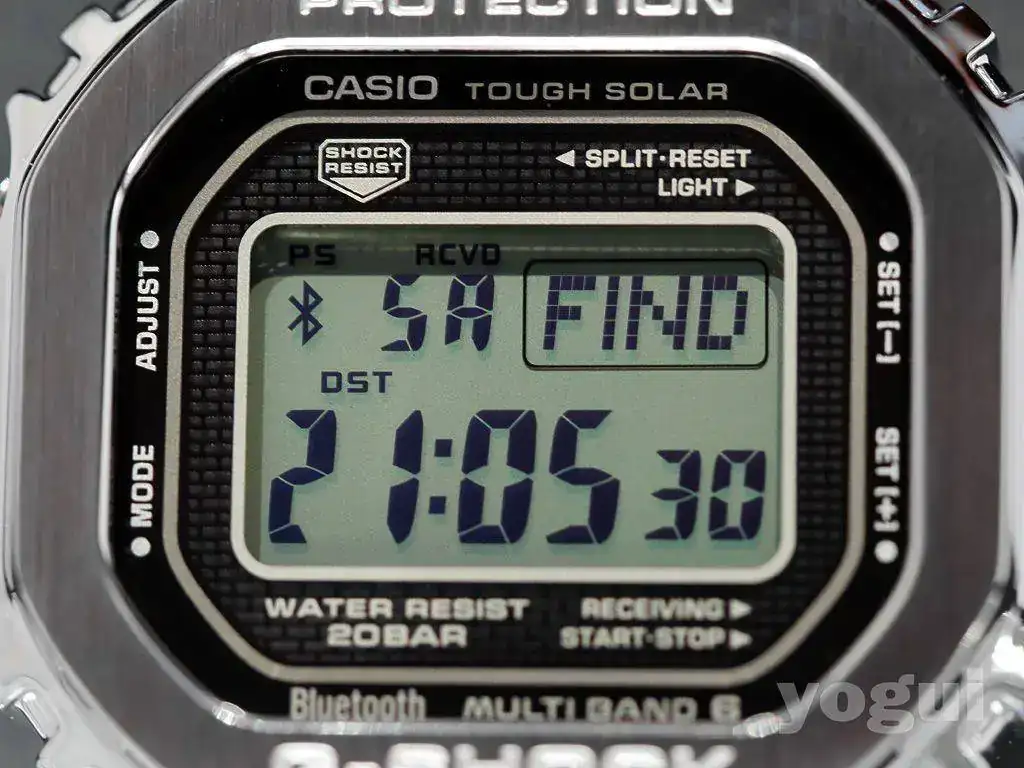 PROTECTION
CASIO TOUGH SOLAR
SHOCK
RESIST
◀ SPLIT·RESET
LIGHT ▶
ADJUST
SET [—]
PS RCVD
SA FIND
DST
21:05 30
MODE
SET [+]
WATER RESIST
20BAR
RECEIVING ▶
START·STOP ▶
Bluetooth MULTI BAND 6
G-SHOCK
yogui